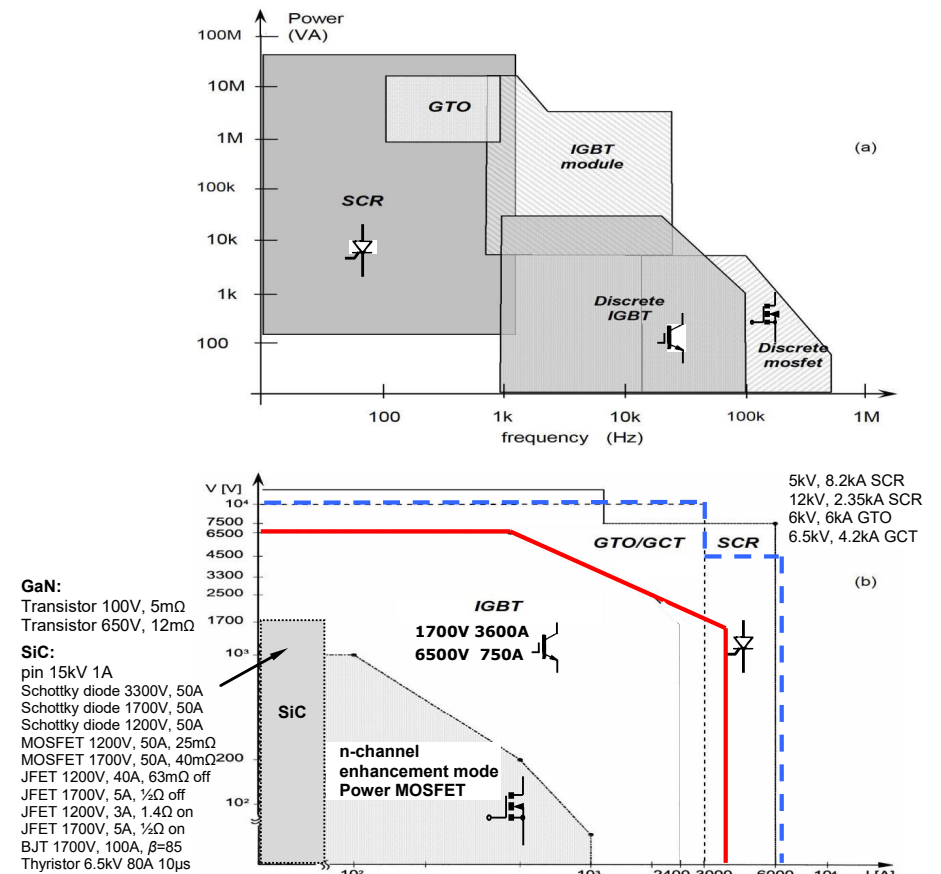 Power
(VA)
100M
10M
1M
100k
10k
1k
100
GTO
IGBT
module
SCR
Discrete
IGBT
Discrete
mosfet
(a)
100
1k
10k
100k
1M
frequency (Hz)
V [V]
10⁴
7500
6500
4500
3300
2500
1700
10³
200
10²
5kV, 8.2kA SCR
12kV, 2.35kA SCR
6kV, 6kA GTO
6.5kV, 4.2kA GCT
GTO/GCT
SCR
(b)
IGBT
1700V 3600A
6500V 750A
GaN:
Transistor 100V, 5mΩ
Transistor 650V, 12mΩ
SiC:
pin 15kV 1A
Schottky diode 3300V, 50A
Schottky diode 1700V, 50A
Schottky diode 1200V, 50A
MOSFET 1200V, 50A, 25mΩ
MOSFET 1700V, 50A, 40mΩ
JFET 1200V, 40A, 63mΩ off
JFET 1700V, 5A, ½Ω off
JFET 1200V, 3A, 1.4Ω on
JFET 1700V, 5A, ½Ω on
BJT 1700V, 100A, β=85
Thyristor 6.5kV 80A 10µs
SiC
n-channel
enhancement mode
Power MOSFET
10² 10³ 2400 3000 6000 10⁴ I [A]